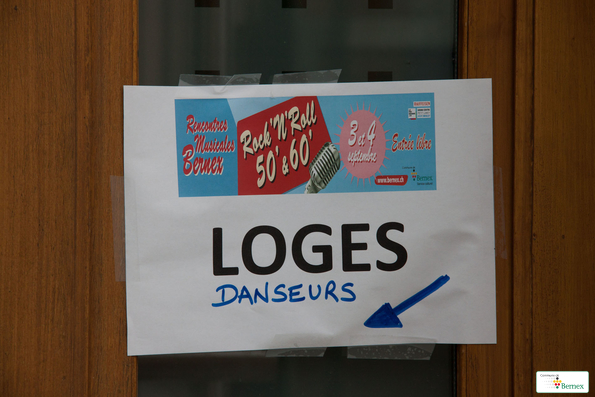 Rencontres
Musicales
Bernex
Rock'N'Roll
50' & 60'
3 et 4
septembre
Entrée libre
www.bernex.ch
Bernex
LOGES
DANSEURS
Bernex